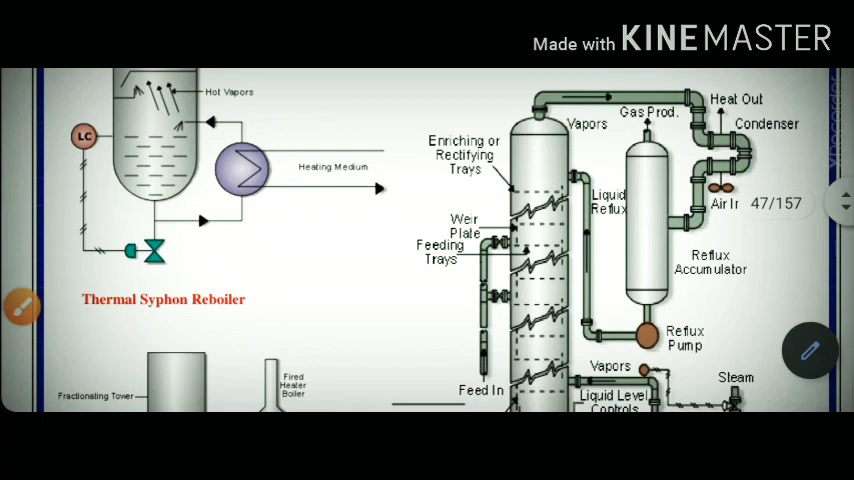 Made with KINEMASTER
Hot Vapors
LC
Heating Medium
Thermal Syphon Reboiler
Fractionating Tower
Fired
Heater
Boiler
Gas Prod.
Heat Out
Vapors
Condenser
Enriching or
Rectifying
Trays
Liquid
Reflux
Air Ir
47/157
XRecorder
Weir
Plate
Feeding
Trays
Reflux
Accumulator
Reflux
Pump
Vapors
Steam
Feed In
Liquid Level
Controls